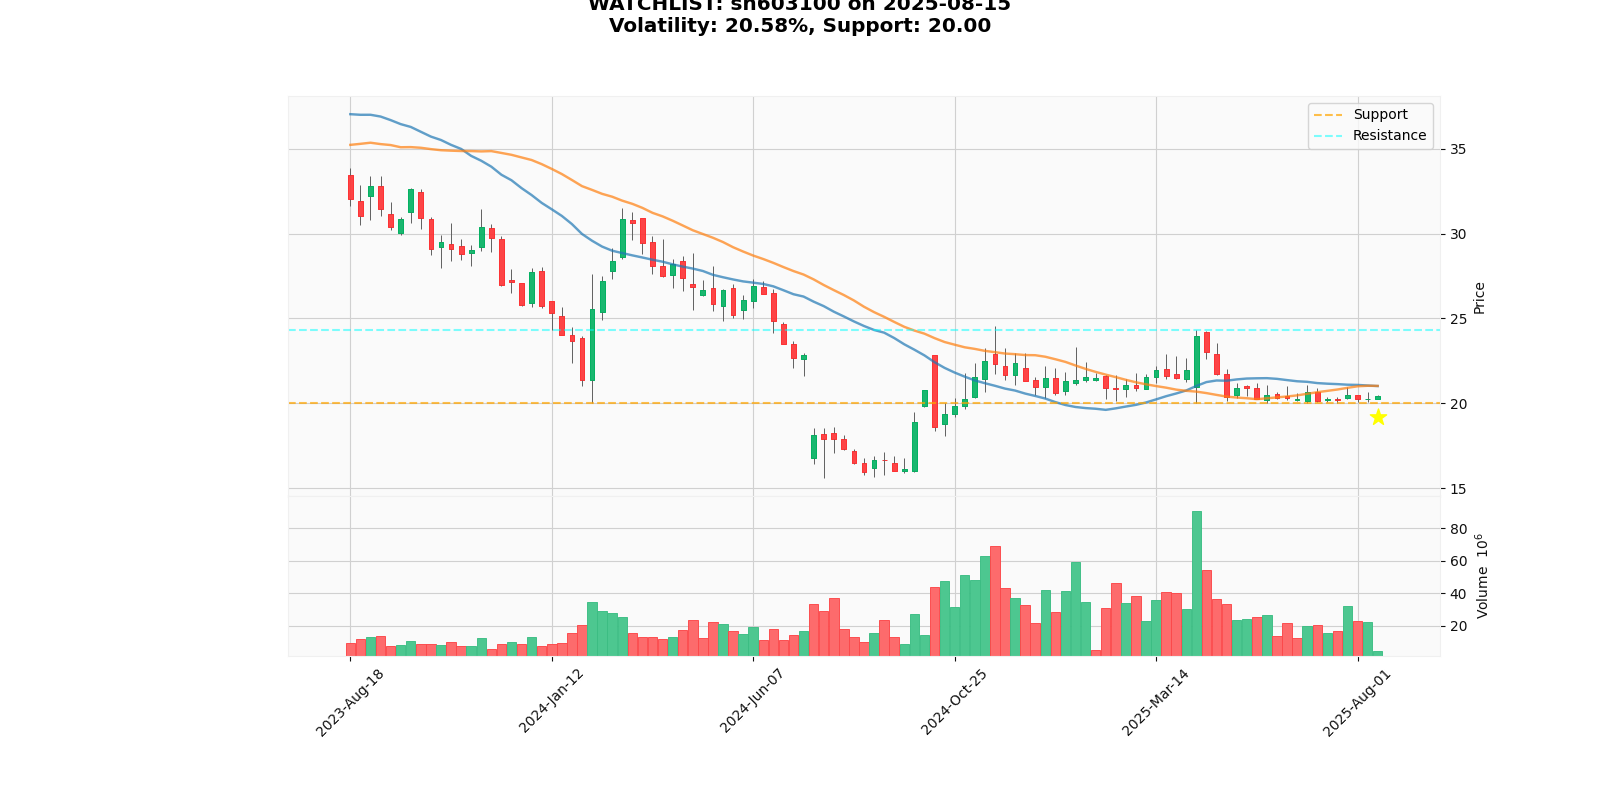 WATCHLIST: sh603100 on 2025-08-15
Volatility: 20.58%, Support: 20.00
Support
Resistance
35
30
25
20
15
Price
80
60
40
20
Volume 10^6
2023-Aug-18
2024-Jan-12
2024-Jun-07
2024-Oct-25
2025-Mar-14
2025-Aug-01